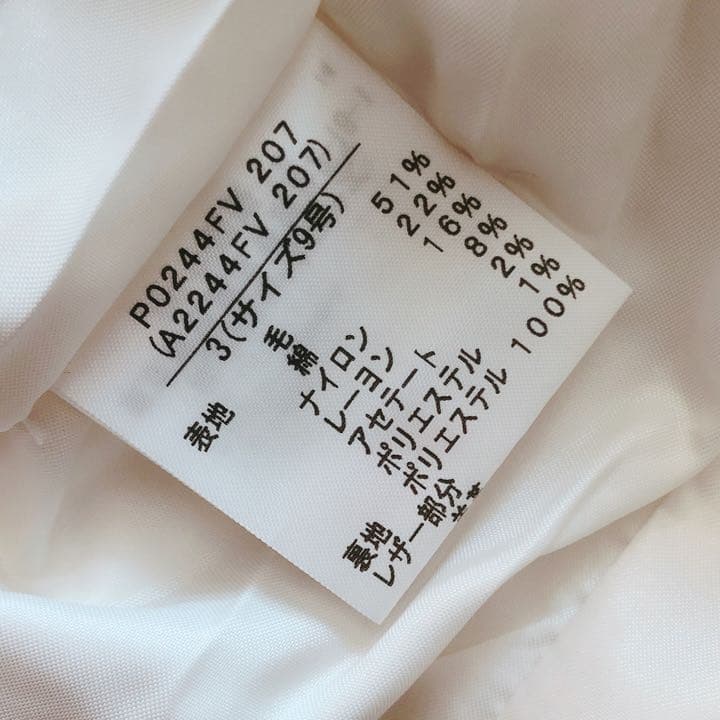 P0244FV 207
(A2244FV 207)
3(サイズ9号)
表地 毛 51%
綿 22%
ナイロン 16%
レーヨン 8%
アセテート 2%
ポリエステル 1%
裏地 ポリエステル 100%
レザー部分